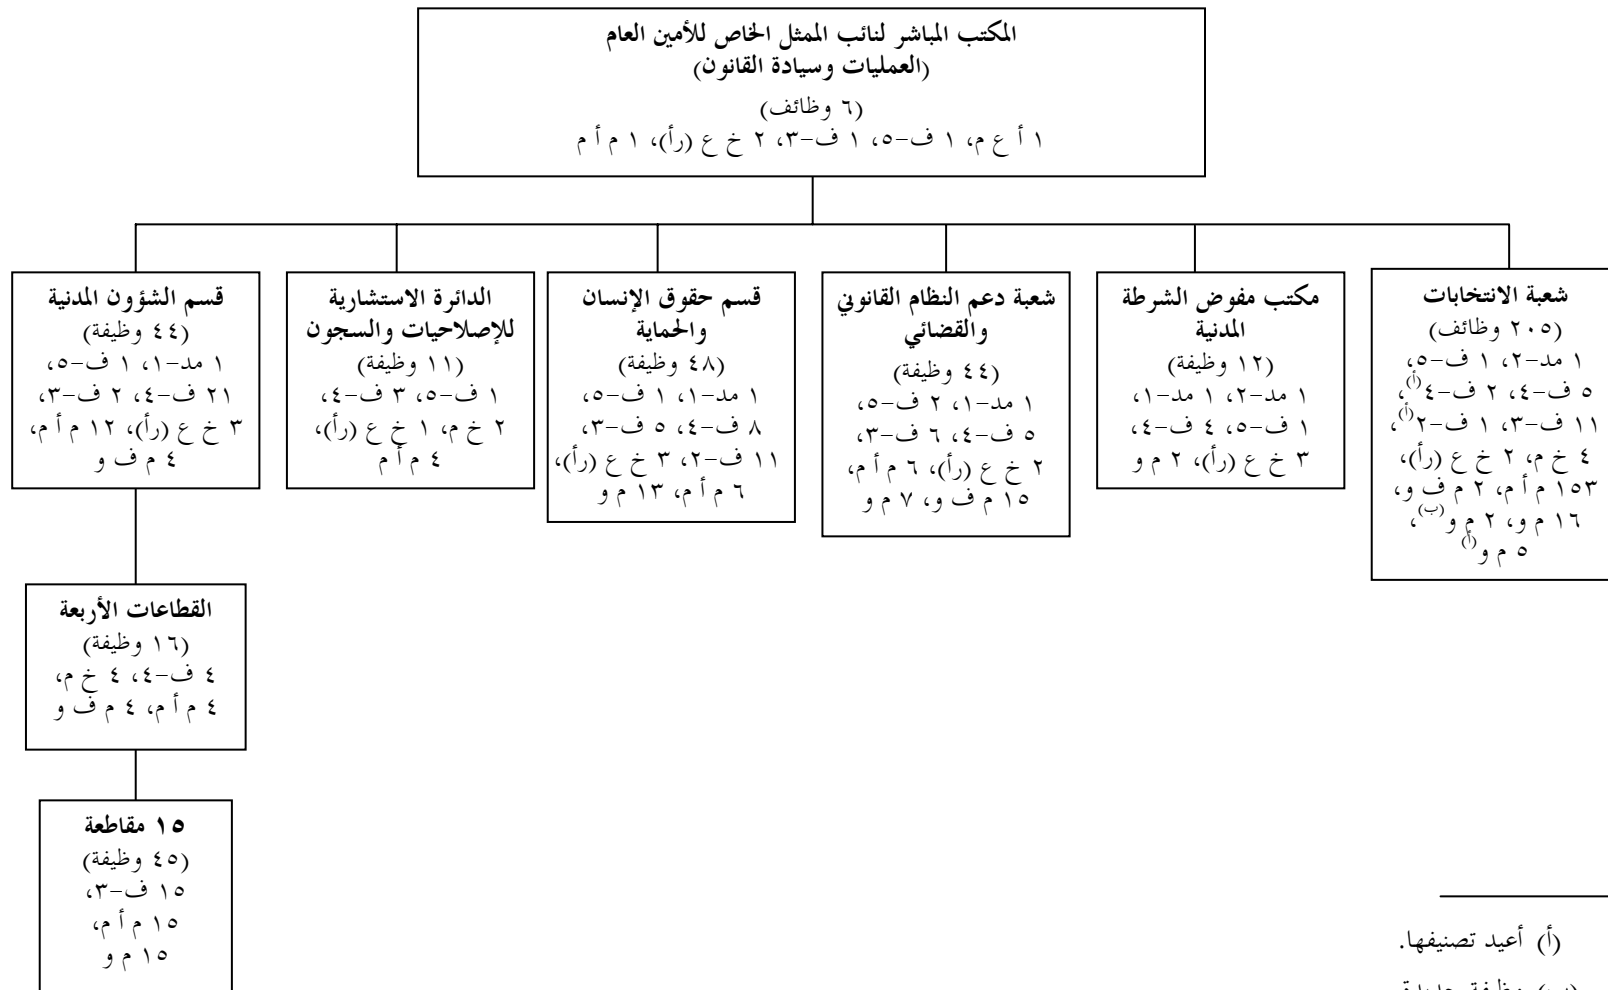 المكتب المباشر لنائب الممثل الخاص للأمين العام
(العمليات وسيادة القانون)
(٦ وظائف)
١ أ ع م، ١ ف-٥، ١ ف-٣، ٢ خ ع (رأ)، ١ م أ م
شعبة الانتخابات
(٢٠٥ وظائف)
١ مد-٢، ١ ف-٥،
٥ ف-٤، ٢ ف-٤(أ)،
١١ ف-٣، ١ ف-٢(أ)،
٤ خ م، ٢ خ ع (رأ)،
١٥٣ م أ م، ٢ م ف و،
١٦ م و، ٢ م و(ب)،
٥ م و(أ)
مكتب مفوض الشرطة
المدنية
(١٢ وظيفة)
١ مد-٢، ١ مد-١،
١ ف-٥، ٤ ف-٤،
٣ خ ع (رأ)، ٢ م و
شعبة دعم النظام القانوني
والقضائي
(٤٤ وظيفة)
١ مد-١، ٢ ف-٥،
٥ ف-٤، ٦ ف-٣،
٢ خ ع (رأ)، ٦ م أ م،
١٥ م ف و، ٧ م و
قسم حقوق الإنسان
والحماية
(٤٨ وظيفة)
١ مد-١، ١ ف-٥،
٨ ف-٤، ٥ ف-٣،
١١ ف-٢، ٣ خ ع (رأ)،
٦ م أ م، ١٣ م و
الدائرة الاستشارية
للإصلاحيات والسجون
(١١ وظيفة)
١ ف-٥، ٣ ف-٤،
٢ خ م، ١ خ ع (رأ)،
٤ م أ م
قسم الشؤون المدنية
(٤٤ وظيفة)
١ مد-١، ١ ف-٥،
٢١ ف-٤، ٢ ف-٣،
٣ خ ع (رأ)، ١٢ م أ م،
٤ م ف و
القطاعات الأربعة
(١٦ وظيفة)
٤ ف-٤، ٤ خ م،
٤ م أ م، ٤ م ف و
١٥ مقاطعة
(٤٥ وظيفة)
١٥ ف-٣،
١٥ م أ م،
١٥ م و
(أ) أعيد تصنيفها.
(ب) وظيفة جديدة.